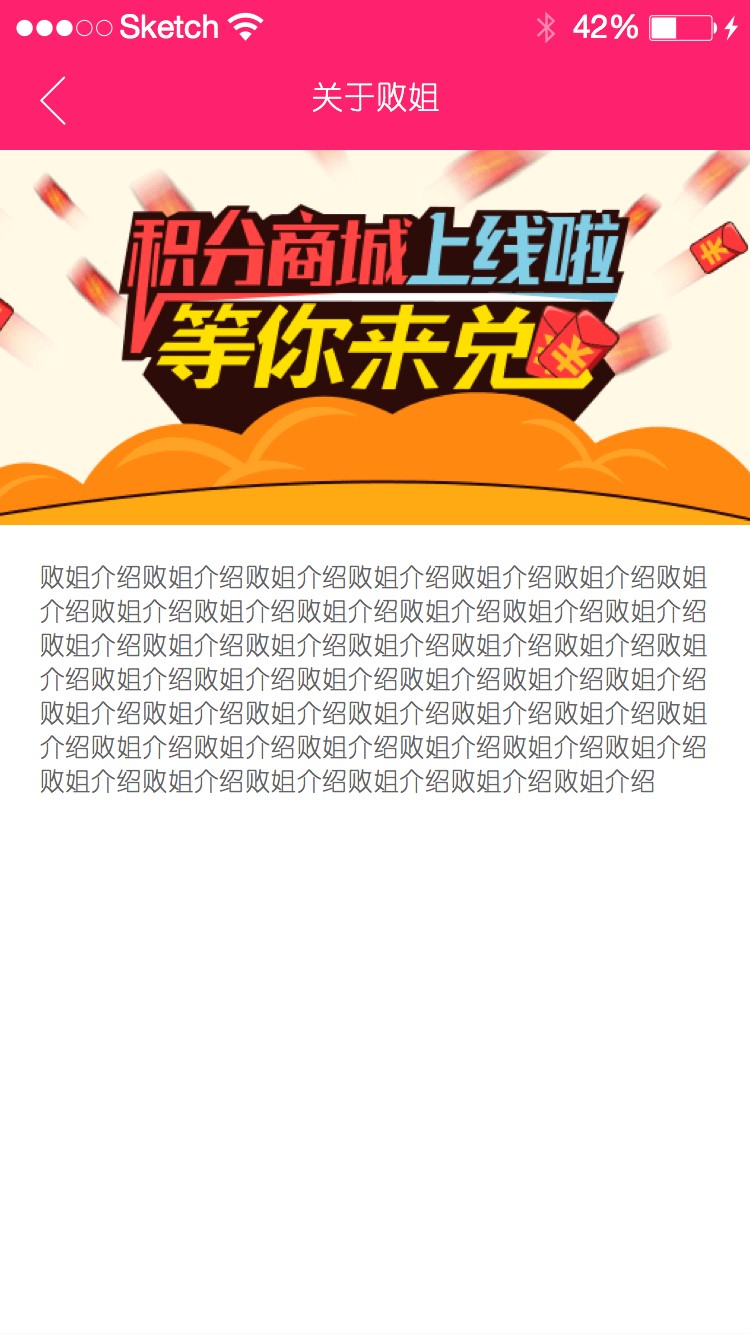 Sketch 42%
关于败姐
积分商城上线啦
等你来兑
败姐介绍败姐介绍败姐介绍败姐介绍败姐介绍败姐介绍败姐
介绍败姐介绍败姐介绍败姐介绍败姐介绍败姐介绍败姐介绍
败姐介绍败姐介绍败姐介绍败姐介绍败姐介绍败姐介绍败姐
介绍败姐介绍败姐介绍败姐介绍败姐介绍败姐介绍败姐介绍
败姐介绍败姐介绍败姐介绍败姐介绍败姐介绍败姐介绍败姐
介绍败姐介绍败姐介绍败姐介绍败姐介绍败姐介绍败姐介绍
败姐介绍败姐介绍败姐介绍败姐介绍败姐介绍败姐介绍